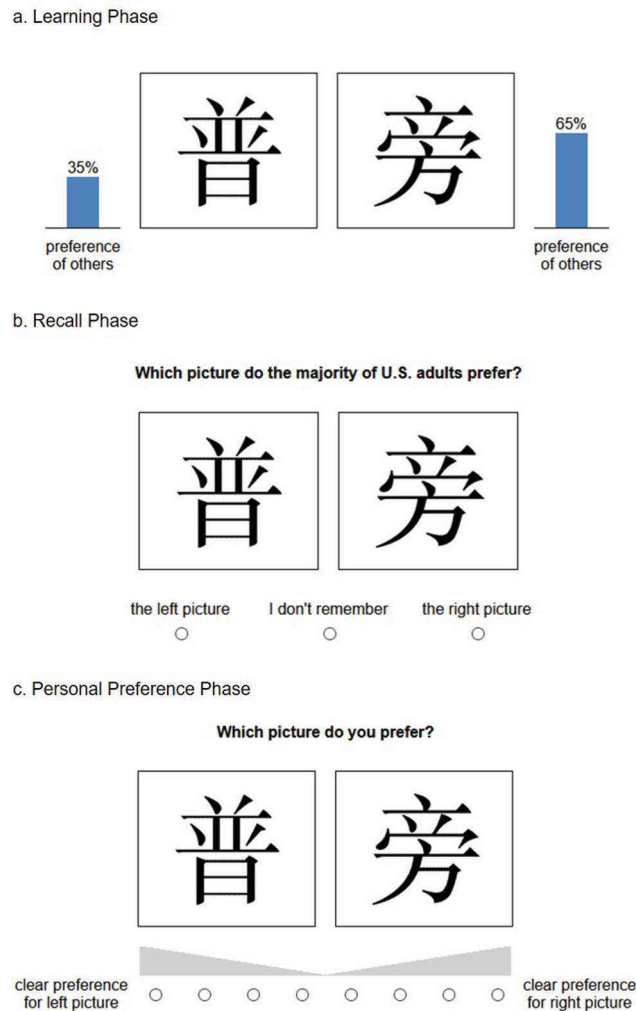 a. Learning Phase
35%
普 旁
65%
preference
of others
preference
of others
b. Recall Phase
Which picture do the majority of U.S. adults prefer?
普 旁
the left picture I don't remember the right picture
c. Personal Preference Phase
Which picture do you prefer?
普 旁
clear preference
for left picture
clear preference
for right picture